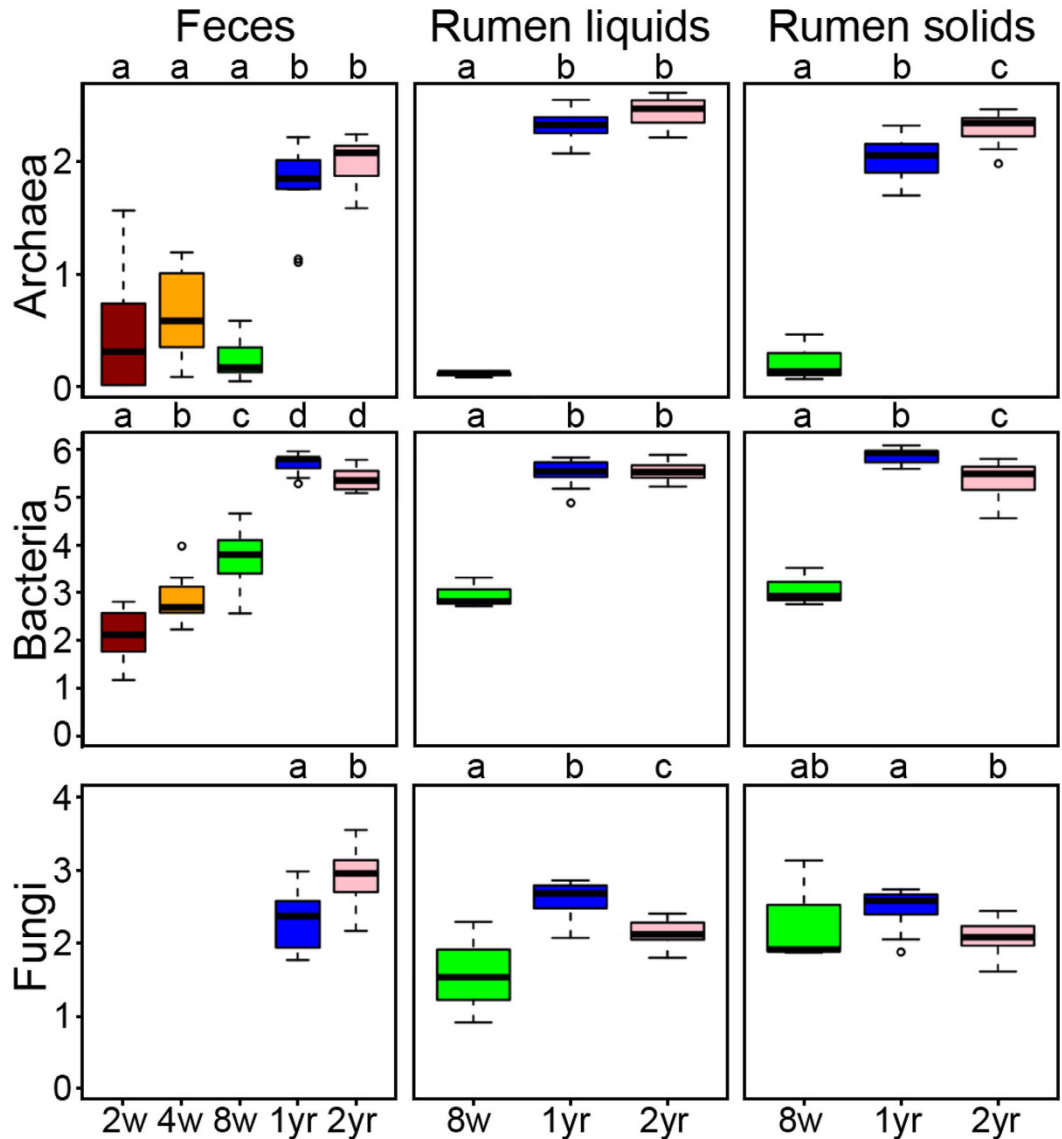 Feces Rumen liquids Rumen solids
a a a b b a b b a b c
Archaea
2
1
0
a b c d d a b b a b c
Bacteria
6
5
4
3
2
1
0
a b a b c ab a b
Fungi
4
3
2
1
0
2w 4w 8w 1yr 2yr 8w 1yr 2yr 8w 1yr 2yr